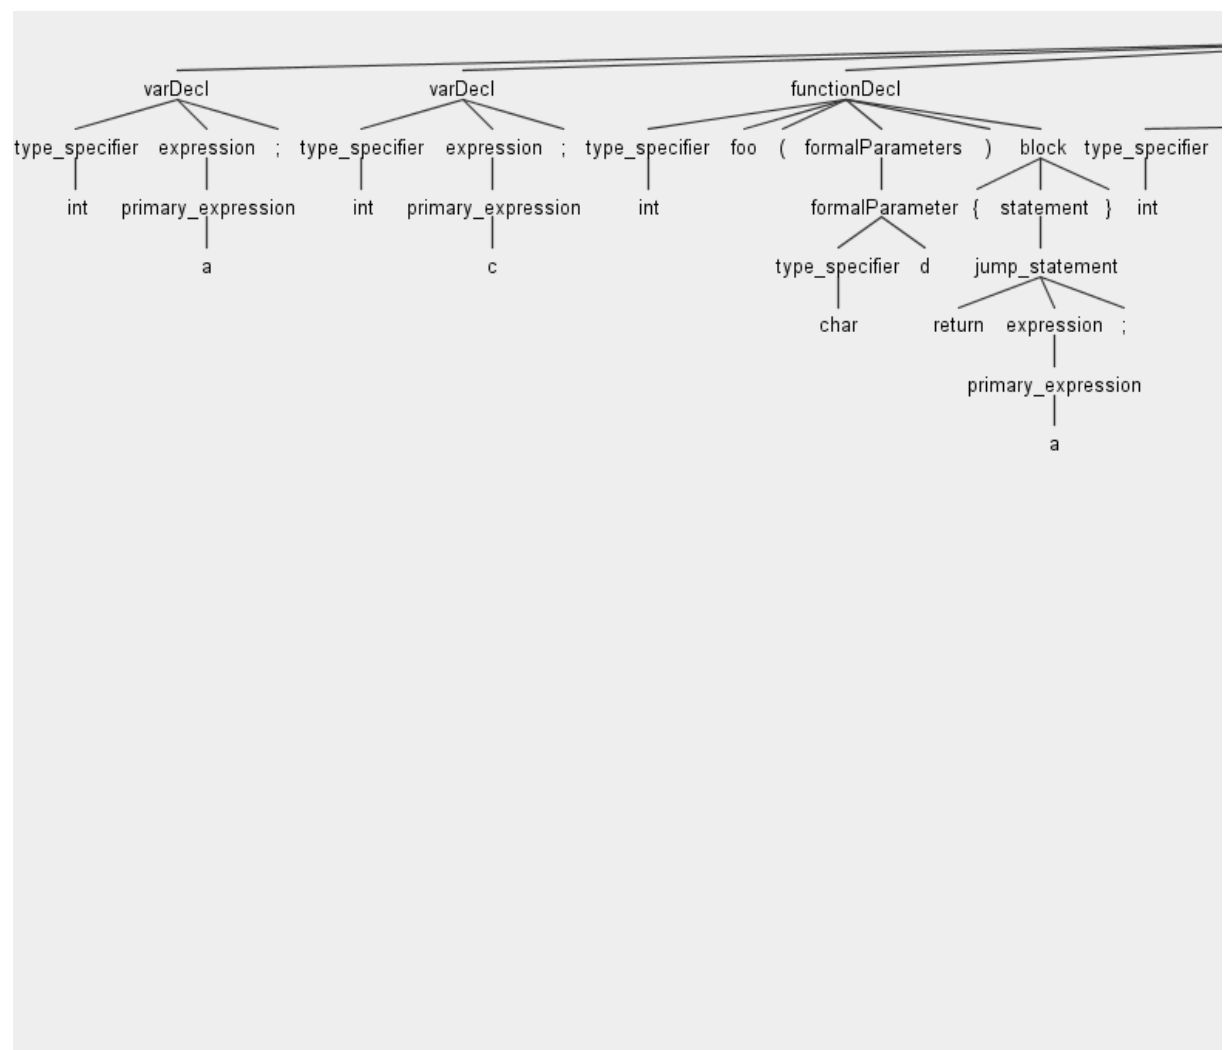 varDecl varDecl functionDecl
type_specifier expression ; type_specifier expression ; type_specifier foo ( formalParameters ) block type_specifier
int primary_expression int primary_expression int formalParameter { statement } int
a c type_specifier d jump_statement
char return expression ;
primary_expression
a